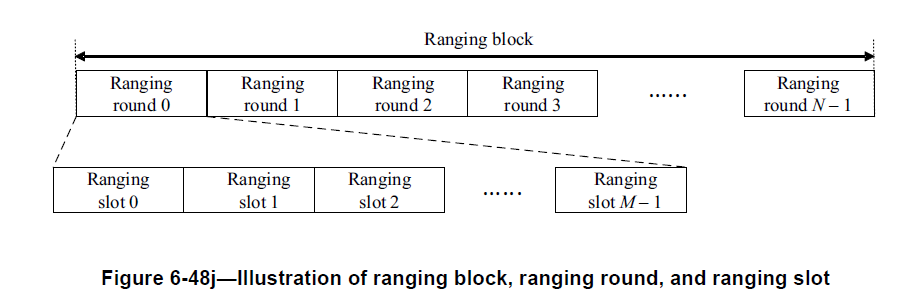 Ranging block
Ranging Ranging Ranging Ranging ...... Ranging
round 0 round 1 round 2 round 3 round N – 1
Ranging Ranging Ranging ...... Ranging
slot 0 slot 1 slot 2 slot M – 1
Figure 6-48j—Illustration of ranging block, ranging round, and ranging slot